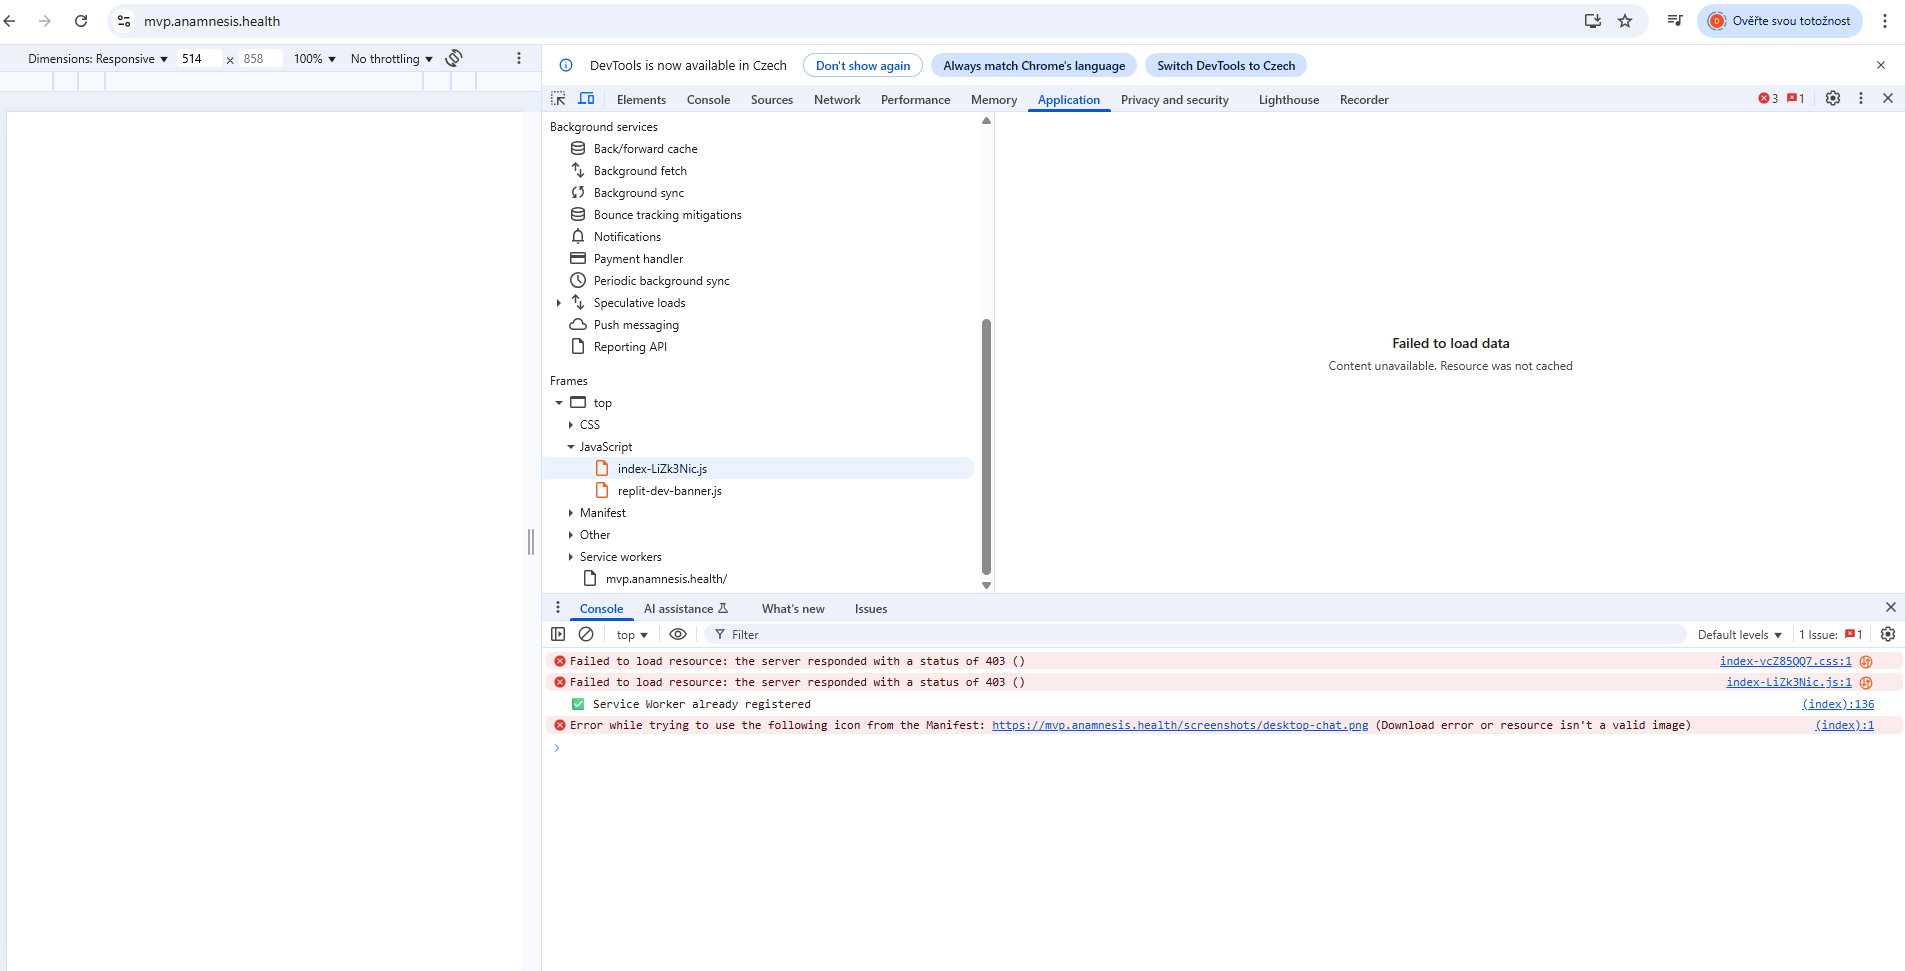 mvp.anamnesis.health
Ověřte svou totožnost
Dimensions: Responsive 514 × 858 100% No throttling
DevTools is now available in Czech Don't show again Always match Chrome's language Switch DevTools to Czech
Elements Console Sources Network Performance Memory Application Privacy and security Lighthouse Recorder 3 1
Background services
Back/forward cache
Background fetch
Background sync
Bounce tracking mitigations
Notifications
Payment handler
Periodic background sync
Speculative loads
Push messaging
Reporting API
Frames
top
CSS
JavaScript
index-LiZk3Nic.js
replit-dev-banner.js
Manifest
Other
Service workers
mvp.anamnesis.health/
Failed to load data
Content unavailable. Resource was not cached
Console AI assistance What's new Issues
top Filter Default levels 1 Issue: 1
Failed to load resource: the server responded with a status of 403 () index-vcZ85QQ7.css:1
Failed to load resource: the server responded with a status of 403 () index-LiZk3Nic.js:1
Service Worker already registered (index):136
Error while trying to use the following icon from the Manifest: https://mvp.anamnesis.health/screenshots/desktop-chat.png (Download error or resource isn't a valid image) (index):1